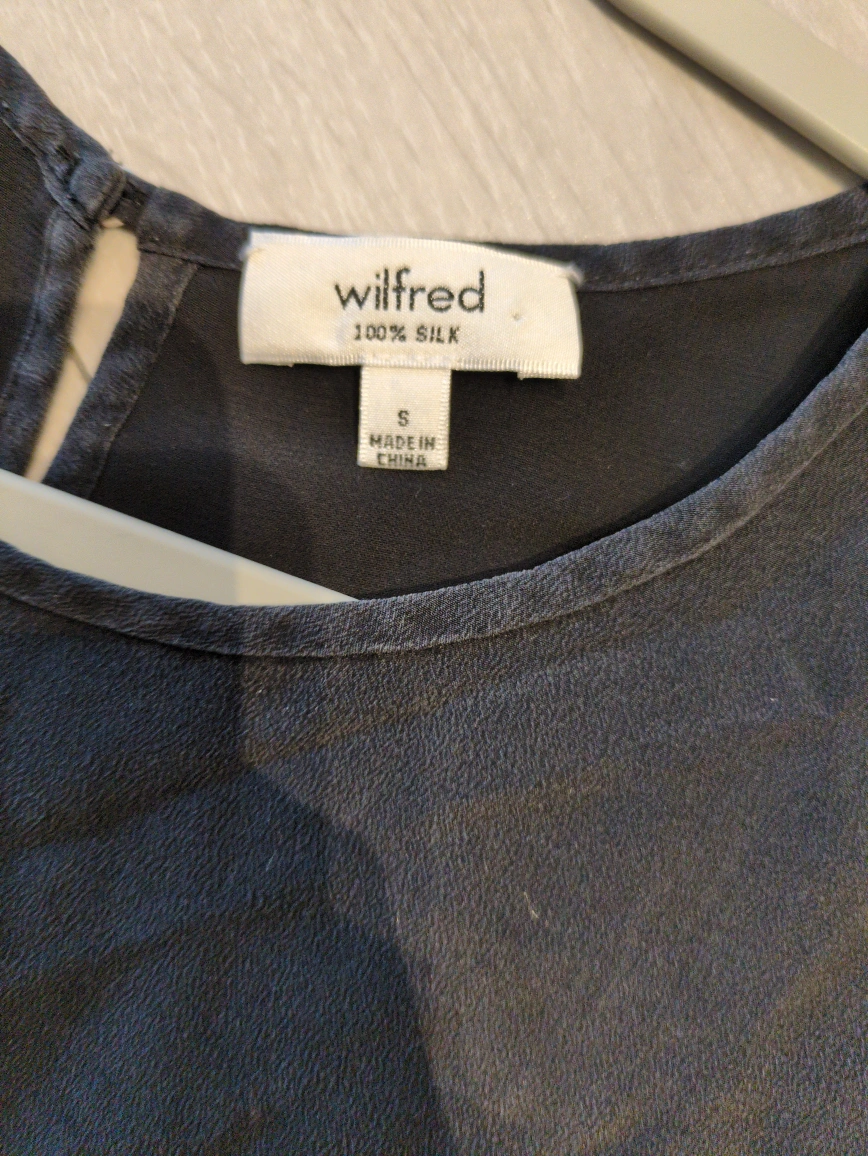 wilfred
100% SILK
S
MADE IN
CHINA